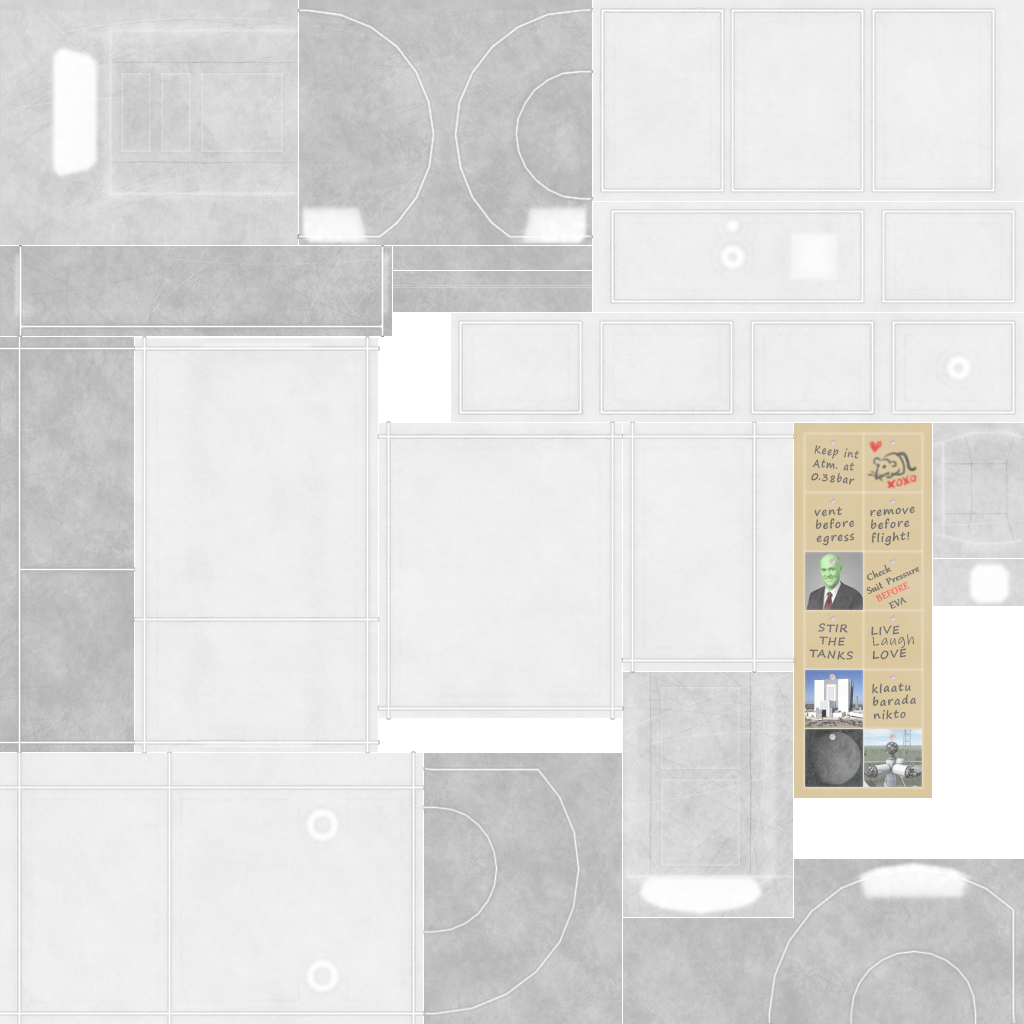 Keep int
Atm. at
0.38bar
XOXO
vent
before
egress
remove
before
flight!
Check
Suit Pressure
BEFORE
EVA
STIR
THE
TANKS
LIVE
Laugh
LOVE
klaatu
barada
nikto